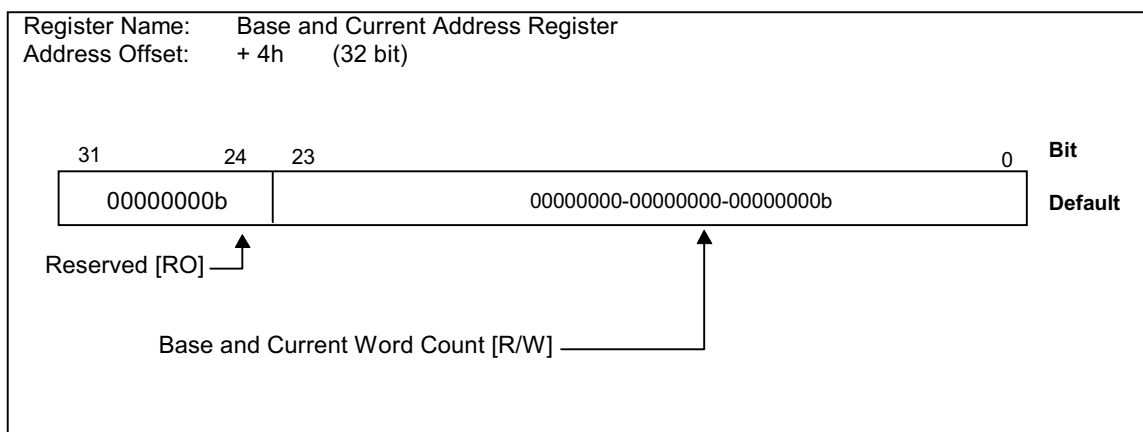 Register Name: Base and Current Address Register
Address Offset: + 4h (32 bit)
31 24 23 0 Bit
00000000b 00000000-00000000-00000000b Default
Reserved [RO]
Base and Current Word Count [R/W]